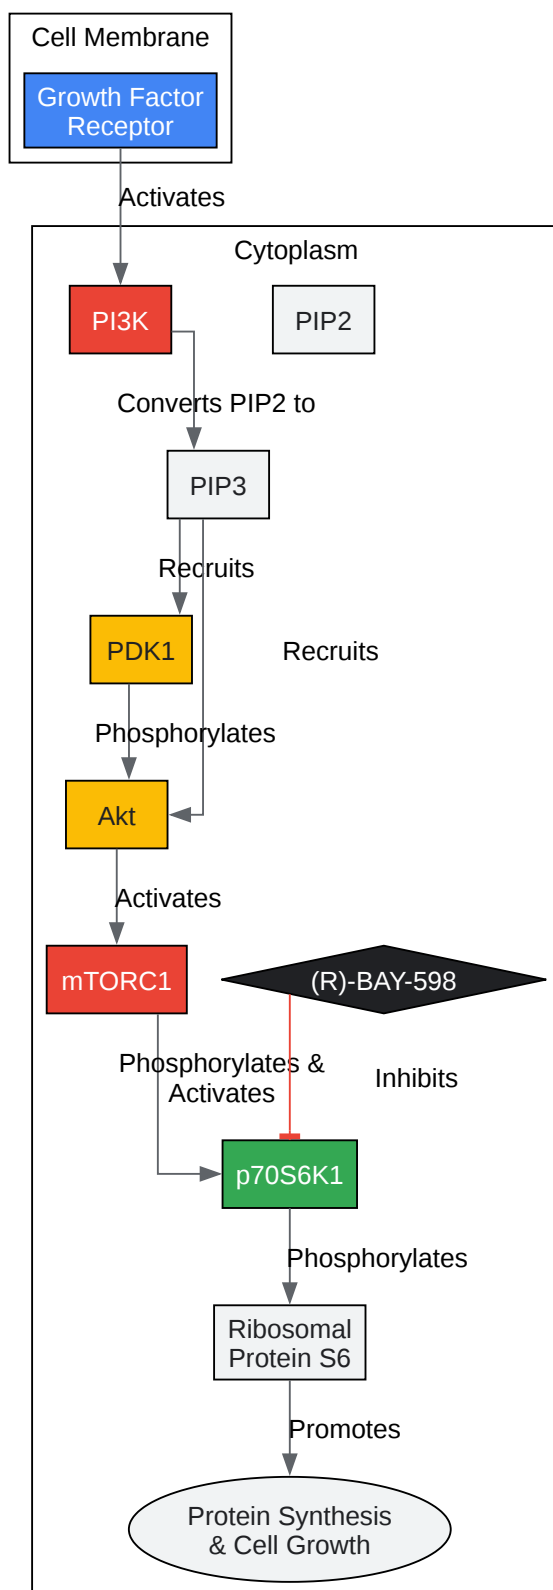 Cell Membrane
Growth Factor
Receptor
Activates
Cytoplasm
PI3K
PIP2
Converts PIP2 to
PIP3
Recruits
PDK1
Recruits
Phosphorylates
Akt
Activates
mTORC1
(R)-BAY-598
Phosphorylates &
Activates
Inhibits
p70S6K1
Phosphorylates
Ribosomal
Protein S6
Promotes
Protein Synthesis
& Cell Growth